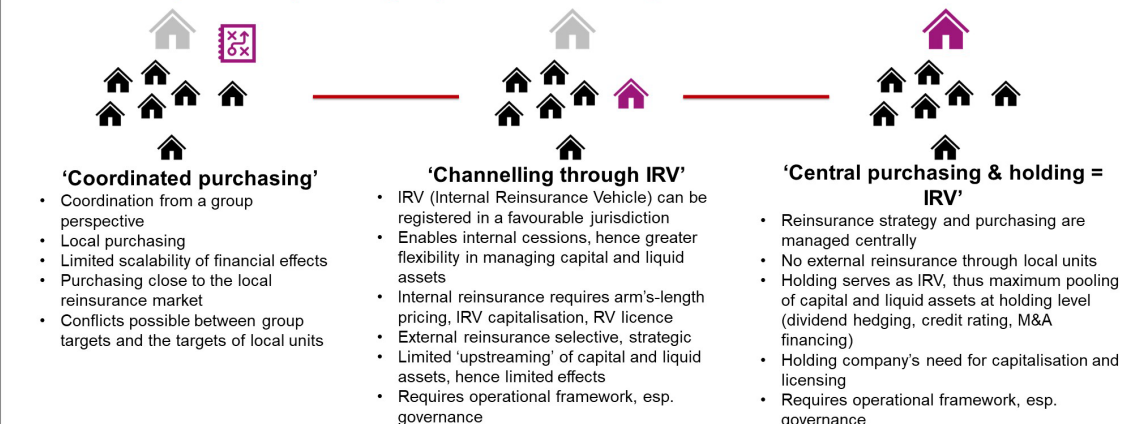 ‘Coordinated purchasing’
• Coordination from a group
perspective
• Local purchasing
• Limited scalability of financial effects
• Purchasing close to the local
reinsurance market
• Conflicts possible between group
targets and the targets of local units
‘Channelling through IRV’
• IRV (Internal Reinsurance Vehicle) can be
registered in a favourable jurisdiction
• Enables internal cessions, hence greater
flexibility in managing capital and liquid
assets
• Internal reinsurance requires arm’s-length
pricing, IRV capitalisation, RV licence
• External reinsurance selective, strategic
• Limited ‘upstreaming’ of capital and liquid
assets, hence limited effects
• Requires operational framework, esp.
governance
‘Central purchasing & holding =
IRV’
• Reinsurance strategy and purchasing are
managed centrally
• No external reinsurance through local units
• Holding serves as IRV, thus maximum pooling
of capital and liquid assets at holding level
(dividend hedging, credit rating, M&A
financing)
• Holding company’s need for capitalisation and
licensing
• Requires operational framework, esp.
governance